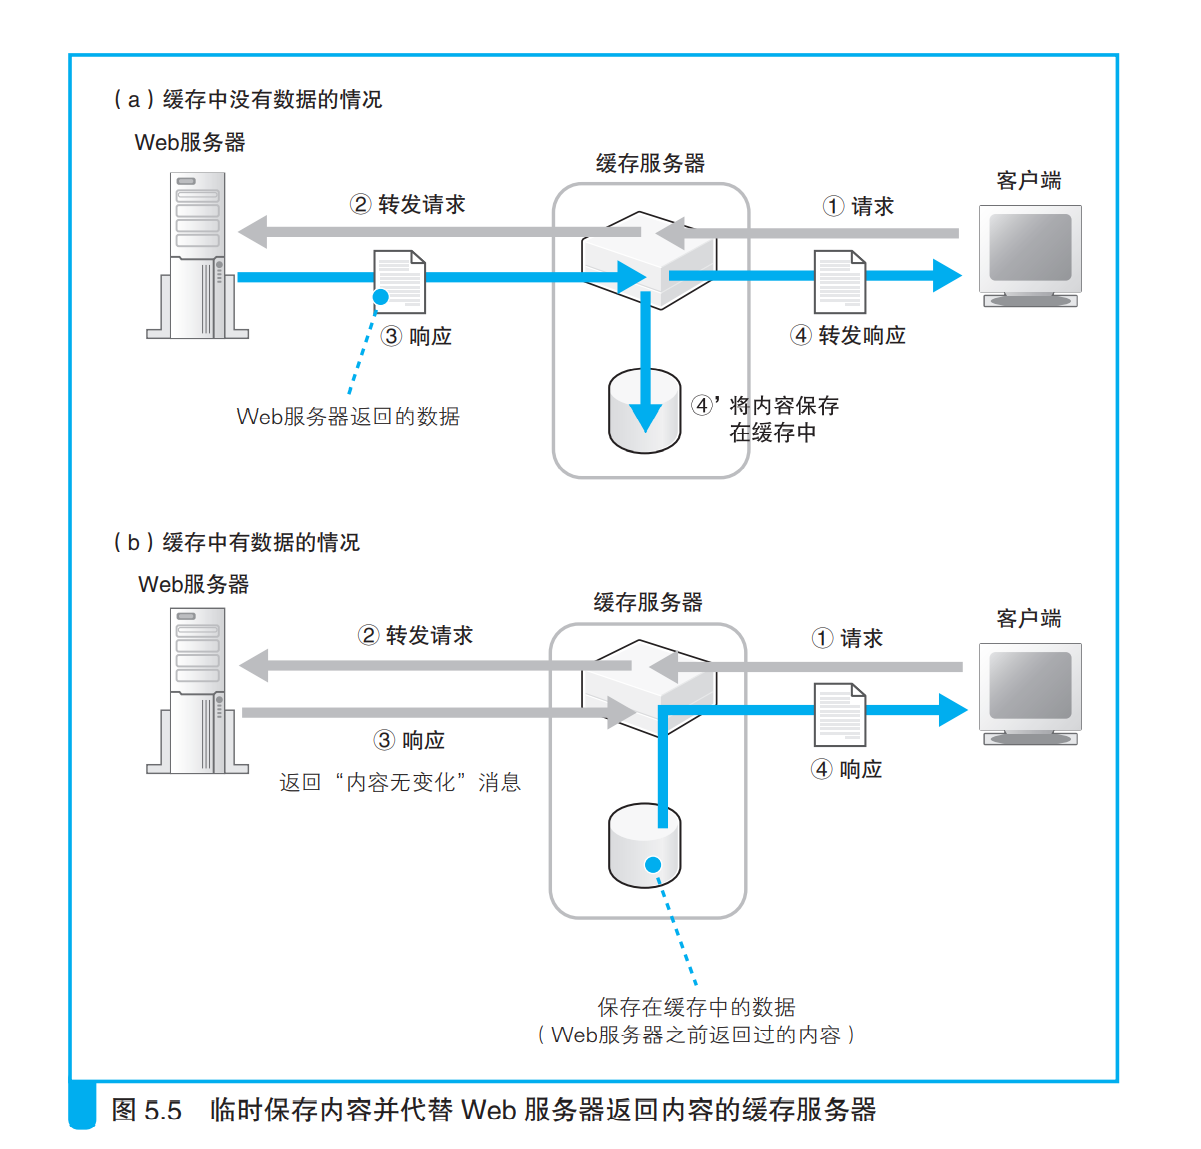 （a）缓存中没有数据的情况
Web服务器
缓存服务器
客户端
② 转发请求
① 请求
③ 响应
④ 转发响应
Web服务器返回的数据
④’ 将内容保存
在缓存中
（b）缓存中有数据的情况
Web服务器
缓存服务器
客户端
② 转发请求
① 请求
③ 响应
返回“内容无变化”消息
④ 响应
保存在缓存中的数据
（Web服务器之前返回过的内容）
图 5.5 临时保存内容并代替 Web 服务器返回内容的缓存服务器